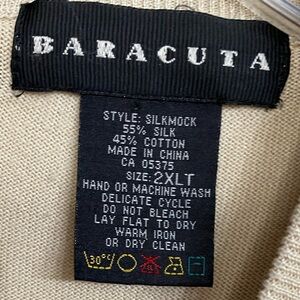 BARACUTA
STYLE: SILKMOCK
55% SILK
45% COTTON
MADE IN CHINA
CA 05375
SIZE: 2XLT
HAND OR MACHINE WASH
DELICATE CYCLE
DO NOT BLEACH
LAY FLAT TO DRY
WARM IRON
OR DRY CLEAN
30°C